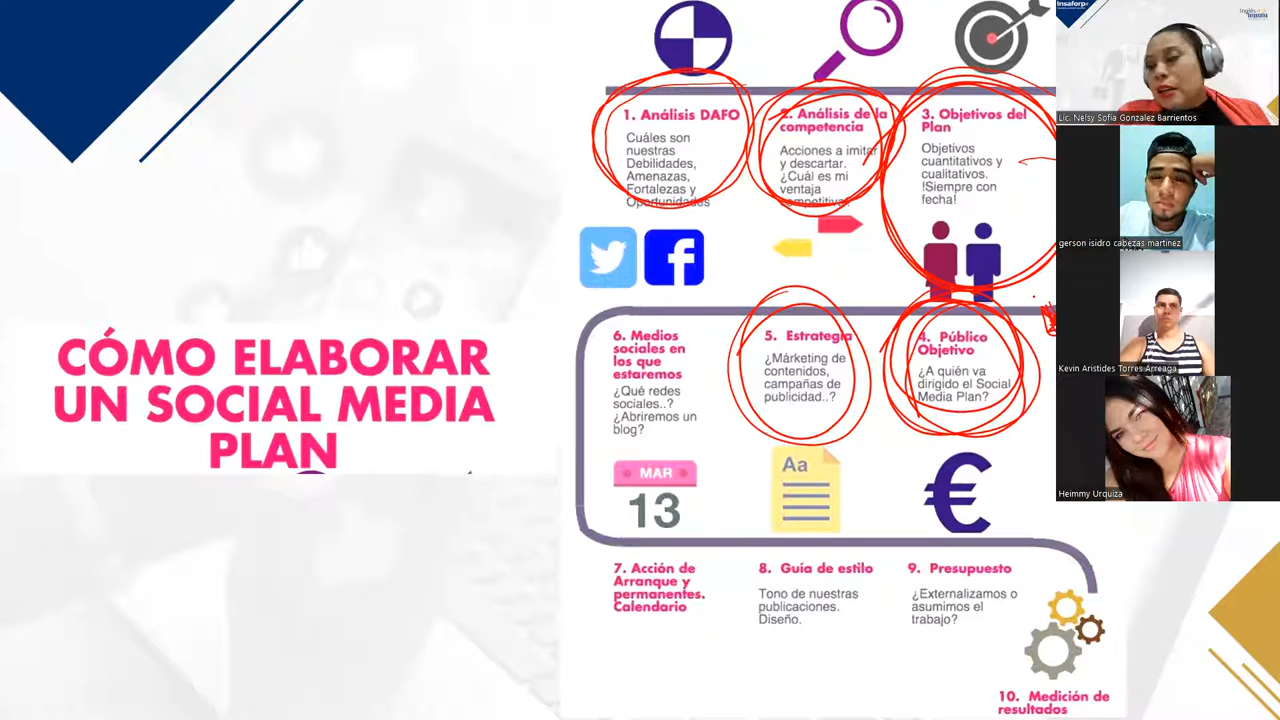 CÓMO ELABORAR
UN SOCIAL MEDIA
PLAN
1. Análisis DAFO
Cuáles son
nuestras
Debilidades,
Amenazas,
Fortalezas y
Oportunidades
2. Análisis de la
competencia
Acciones a imitar
y descartar.
¿Cuál es mi
ventaja
competitiva?
3. Objetivos del
Plan
Objetivos
cuantitativos y
cualitativos.
!Siempre con
fecha!
6. Medios
sociales en
los que
estaremos
¿Qué redes
sociales..?
¿Abriremos un
blog?
5. Estrategia
¿Márketing de
contenidos,
campañas de
publicidad..?
4. Público
Objetivo
¿A quién va
dirigido el Social
Media Plan?
MAR
13
Aa
€
7. Acción de
Arranque y
permanentes.
Calendario
8. Guía de estilo
Tono de nuestras
publicaciones.
Diseño.
9. Presupuesto
¿Externalizamos o
asumimos el
trabajo?
10. Medición de
resultados
Insaforp
Inglés
Corporativo
Lic. Nelsy Sofia Gonzalez Barrientos
gerson isidro cabezas martinez
Kevin Aristides Torres Arreaga
Heimmy Urquiza